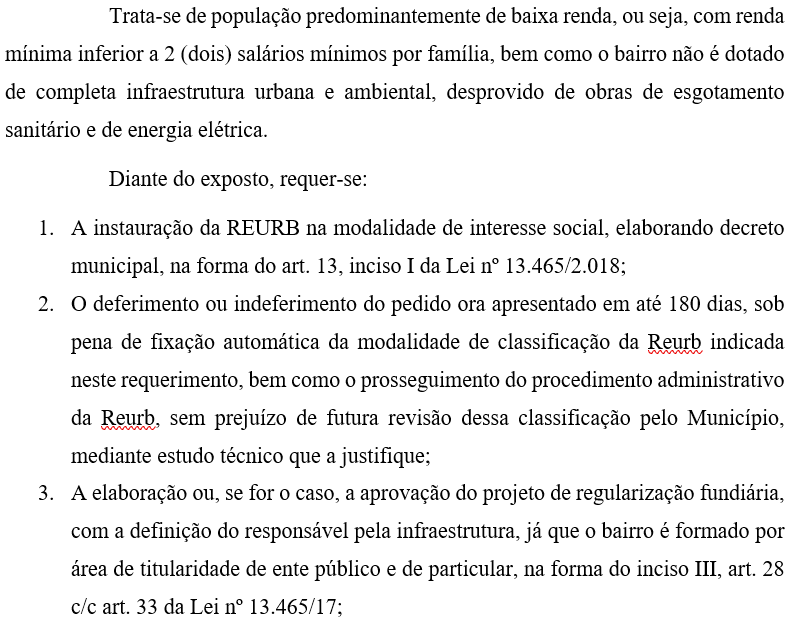 Trata-se de população predominantemente de baixa renda, ou seja, com renda
mínima inferior a 2 (dois) salários mínimos por família, bem como o bairro não é dotado
de completa infraestrutura urbana e ambiental, desprovido de obras de esgotamento
sanitário e de energia elétrica.
Diante do exposto, requer-se:
1. A instauração da REURB na modalidade de interesse social, elaborando decreto
municipal, na forma do art. 13, inciso I da Lei nº 13.465/2.018;
2. O deferimento ou indeferimento do pedido ora apresentado em até 180 dias, sob
pena de fixação automática da modalidade de classificação da Reurb indicada
neste requerimento, bem como o prosseguimento do procedimento administrativo
da Reurb, sem prejuízo de futura revisão dessa classificação pelo Município,
mediante estudo técnico que a justifique;
3. A elaboração ou, se for o caso, a aprovação do projeto de regularização fundiária,
com a definição do responsável pela infraestrutura, já que o bairro é formado por
área de titularidade de ente público e de particular, na forma do inciso III, art. 28
c/c art. 33 da Lei nº 13.465/17;